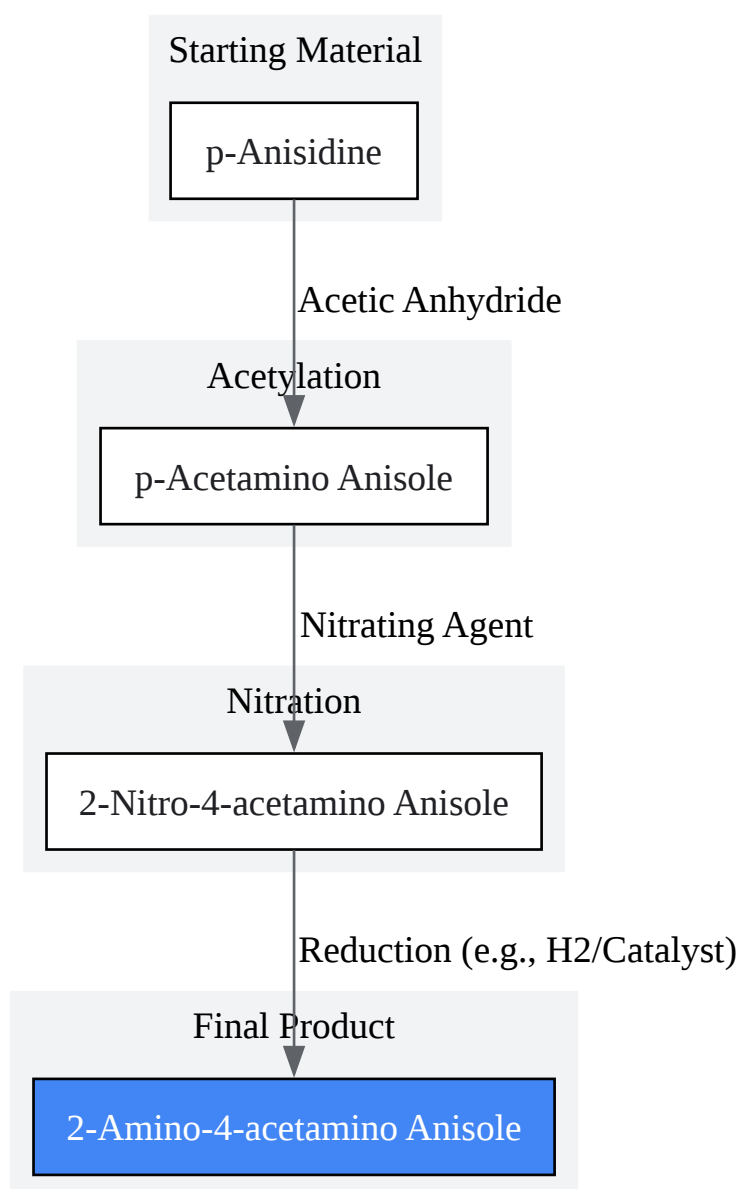 Starting Material
p-Anisidine
Acetic Anhydride
Acetylation
p-Acetamino Anisole
Nitrating Agent
Nitration
2-Nitro-4-acetamino Anisole
Reduction (e.g., H2/Catalyst)
Final Product
2-Amino-4-acetamino Anisole